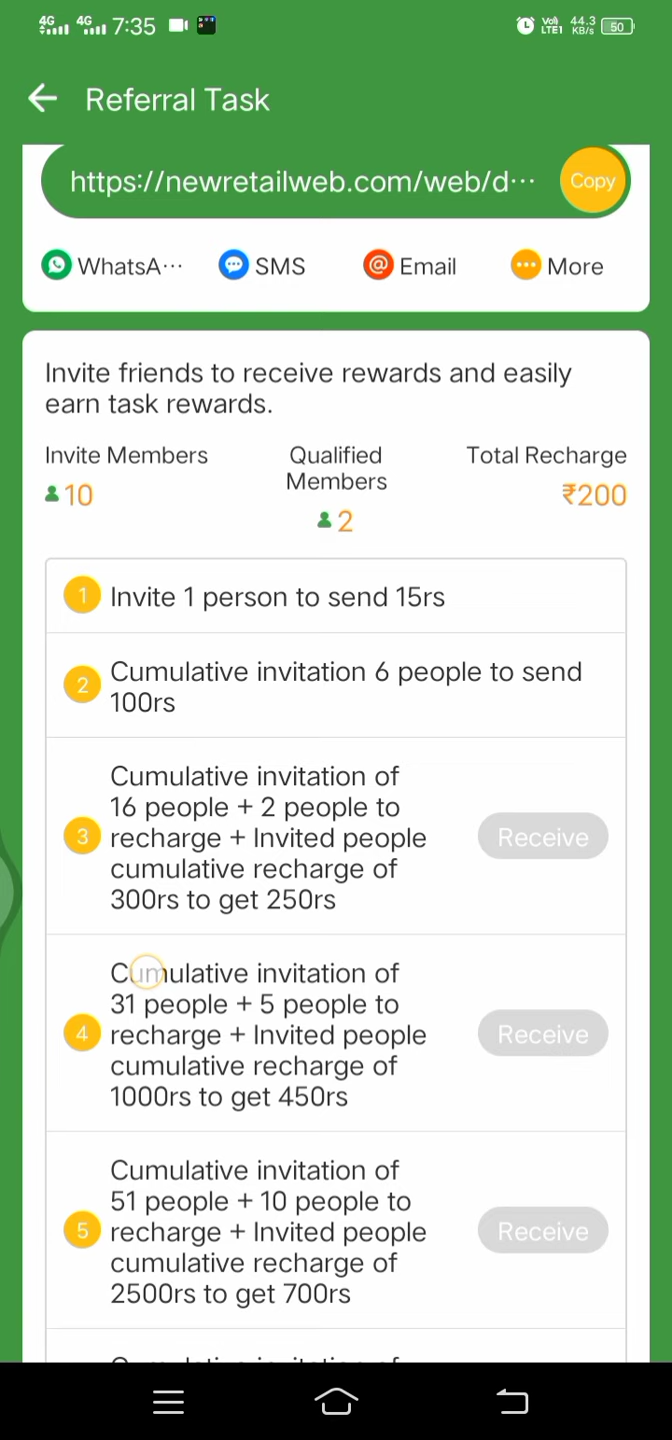 4G 4G 7:35 Vo) LTE1 44.3 KB/s 50
Referral Task
https://newretailweb.com/web/d··· Copy
WhatsA··· SMS Email More
Invite friends to receive rewards and easily
earn task rewards.
Invite Members
10
Qualified
Members
2
Total Recharge
₹200
1 Invite 1 person to send 15rs
2 Cumulative invitation 6 people to send
100rs
Cumulative invitation of
16 people + 2 people to
3 recharge + Invited people Receive
cumulative recharge of
300rs to get 250rs
Cumulative invitation of
31 people + 5 people to
4 recharge + Invited people Receive
cumulative recharge of
1000rs to get 450rs
Cumulative invitation of
51 people + 10 people to
5 recharge + Invited people Receive
cumulative recharge of
2500rs to get 700rs